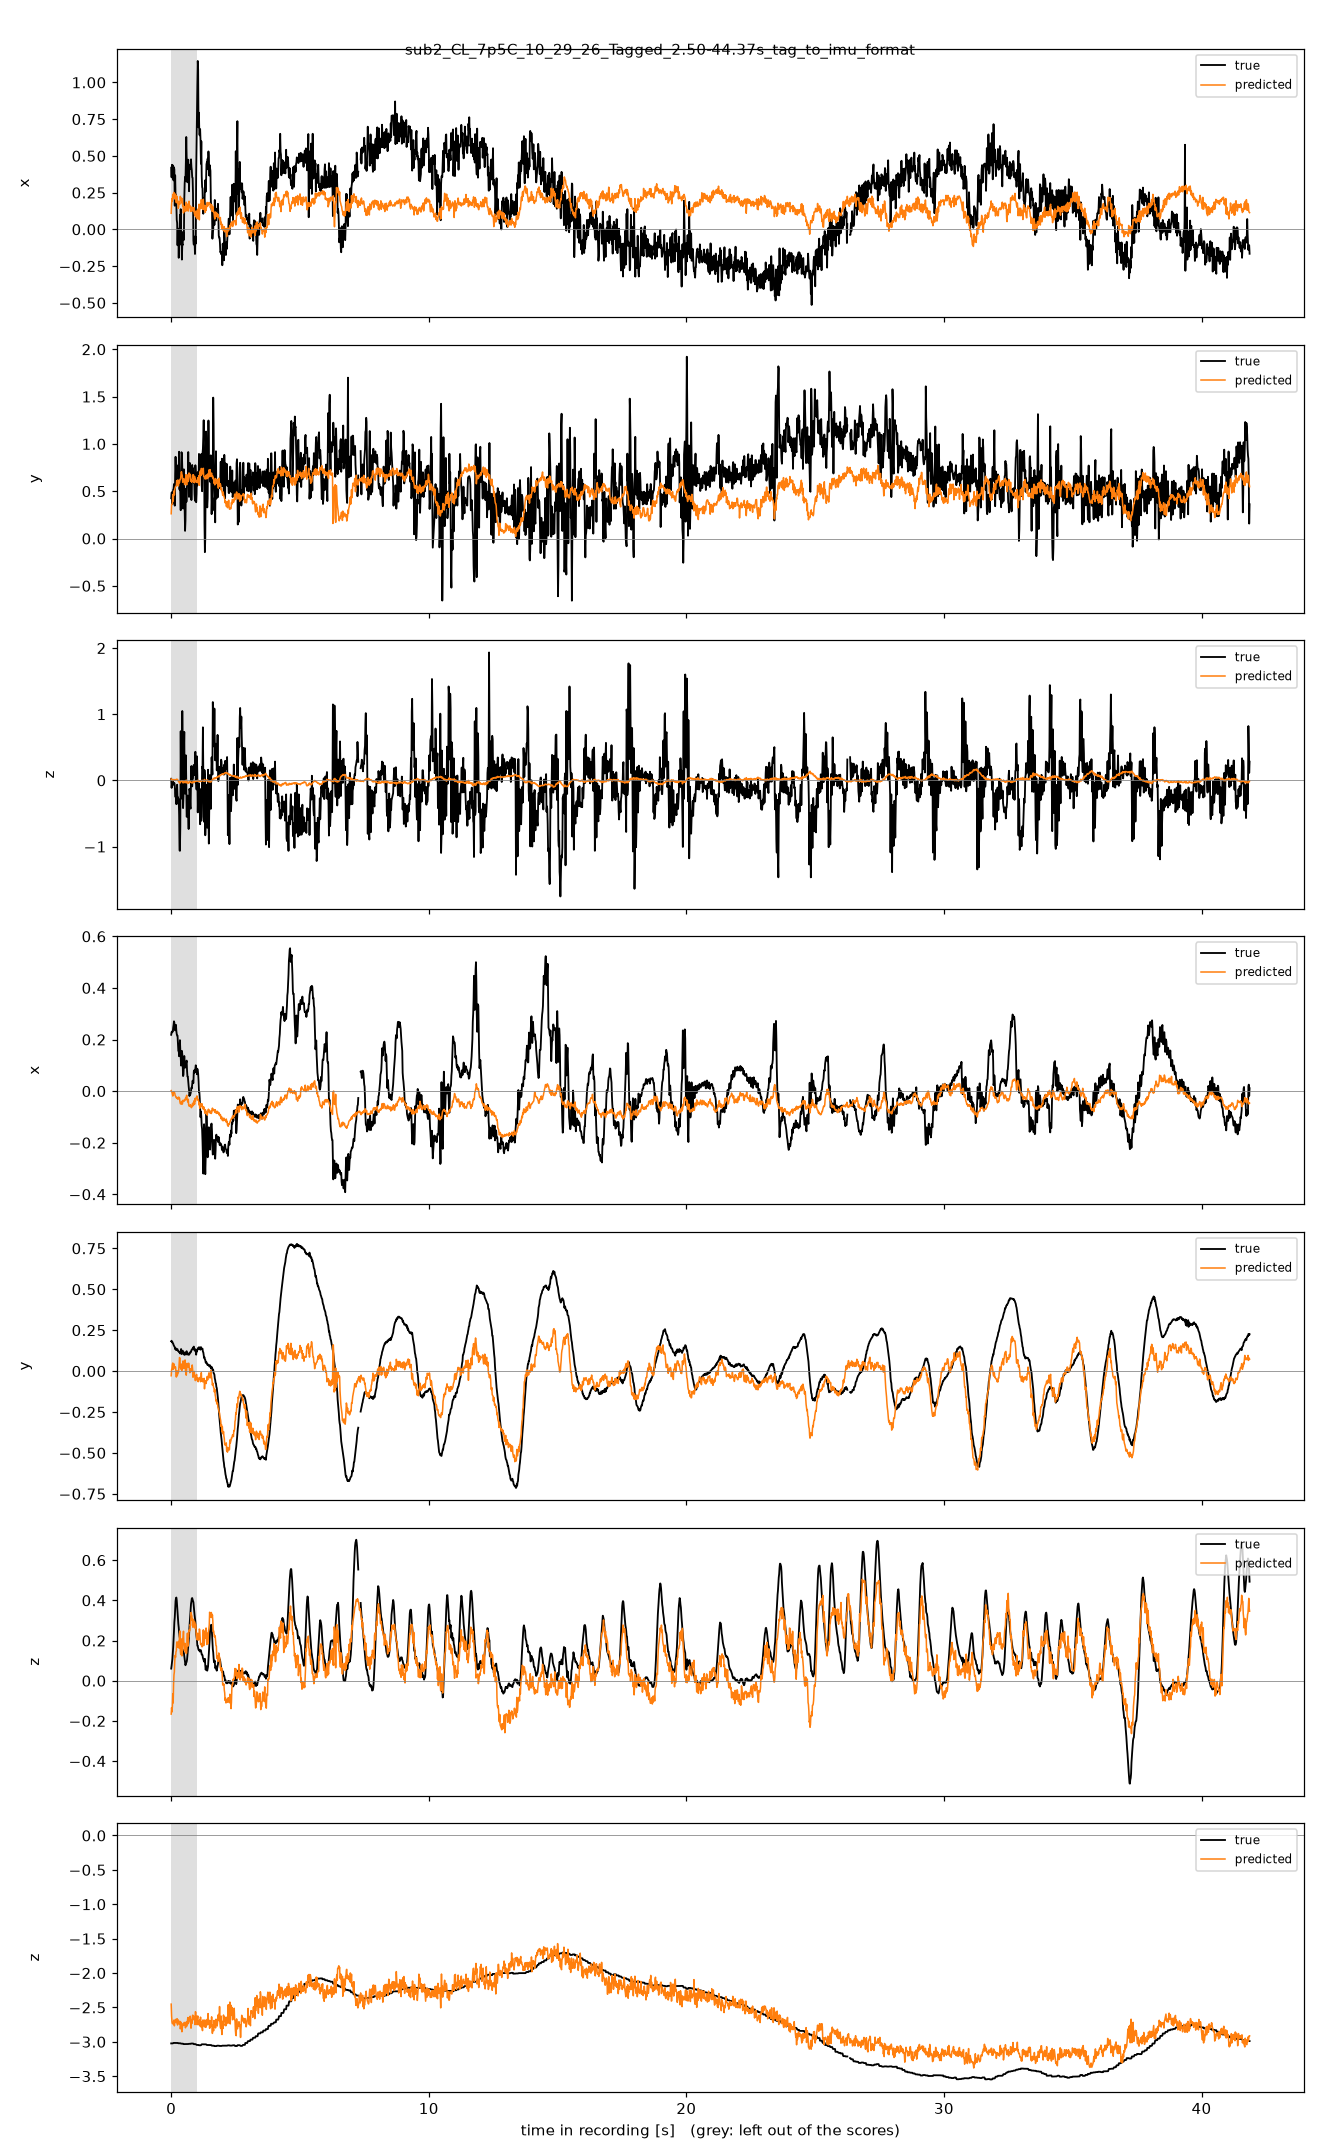 sub2_CL_7p5C_10_29_26_Tagged_2.50-44.37s_tag_to_imu_format
true
predicted
x
1.00
0.75
0.50
0.25
0.00
−0.25
−0.50
true
predicted
y
2.0
1.5
1.0
0.5
0.0
−0.5
true
predicted
z
2
1
0
−1
true
predicted
x
0.6
0.4
0.2
0.0
−0.2
−0.4
true
predicted
y
0.75
0.50
0.25
0.00
−0.25
−0.50
−0.75
true
predicted
z
0.6
0.4
0.2
0.0
−0.2
−0.4
true
predicted
z
0.0
−0.5
−1.0
−1.5
−2.0
−2.5
−3.0
−3.5
0 10 20 30 40
time in recording [s] (grey: left out of the scores)